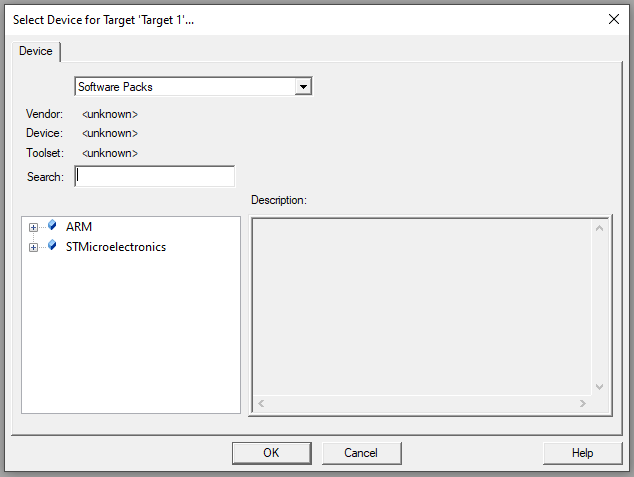 Select Device for Target 'Target 1'...
Device
Software Packs
Vendor: <unknown>
Device: <unknown>
Toolset: <unknown>
Search:
Description:
ARM
STMicroelectronics
OK Cancel Help